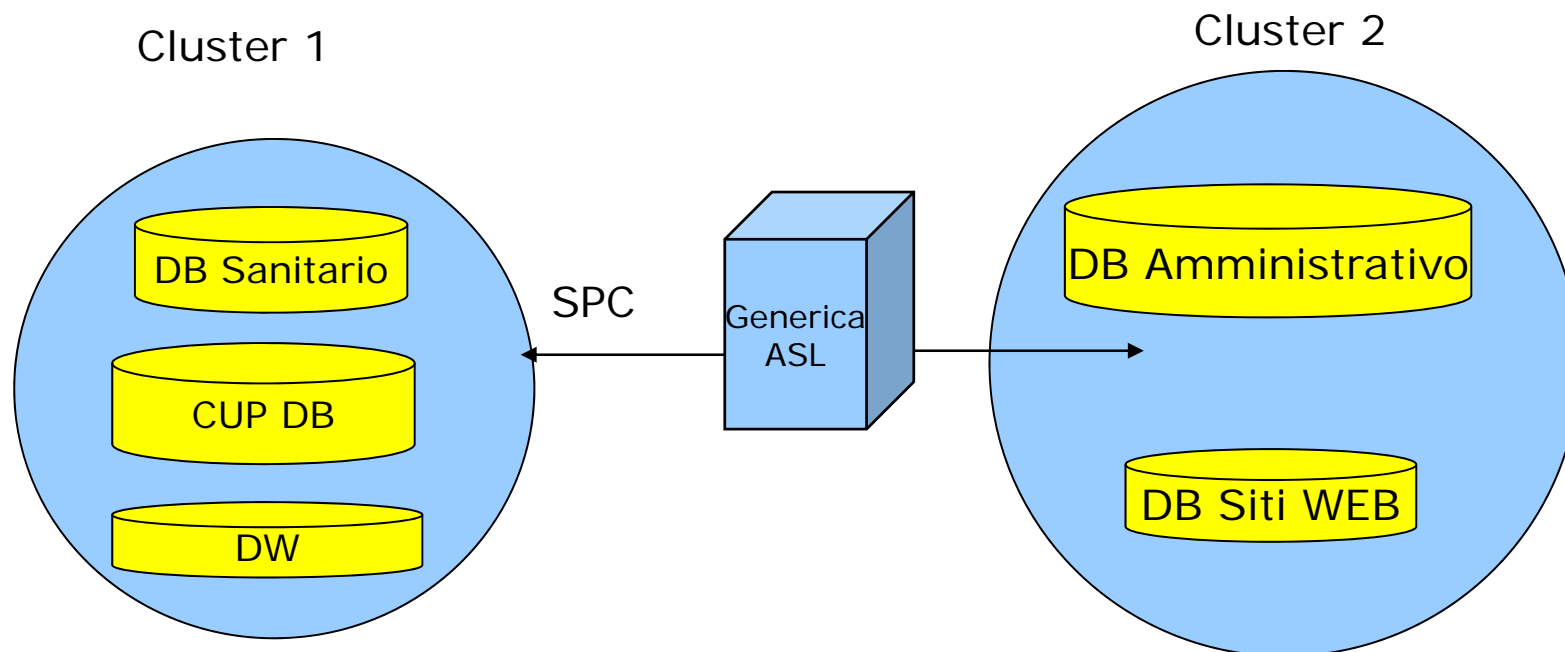 Cluster 1
Cluster 2
DB Sanitario
CUP DB
DW
SPC
Generica
ASL
DB Amministrativo
DB Siti WEB